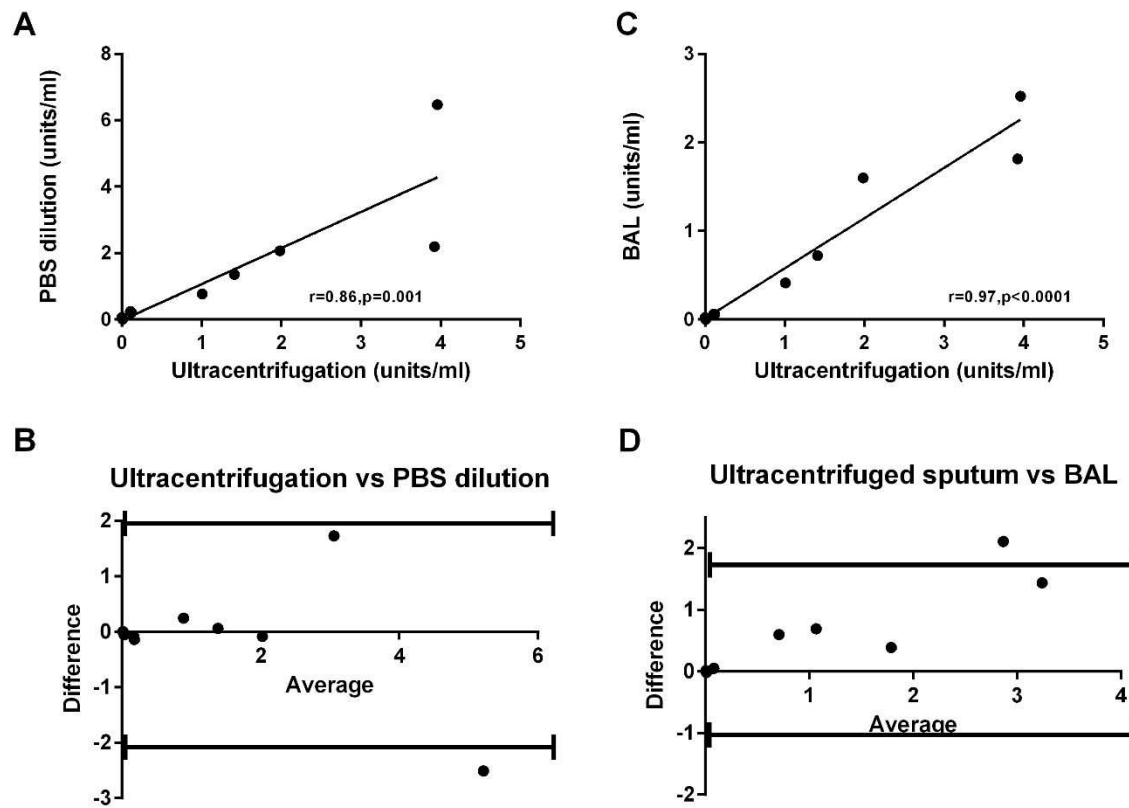 A
8
6
4
2
0
PBS dilution (units/ml)
r=0.86,p=0.001
0 1 2 3 4 5
Ultracentrifugation (units/ml)
C
3
2
1
0
BAL (units/ml)
r=0.97,p<0.0001
0 1 2 3 4 5
Ultracentrifugation (units/ml)
B
Ultracentrifugation vs PBS dilution
2
1
0
-1
-2
-3
Difference
2 4 6
Average
D
Ultracentrifuged sputum vs BAL
2
1
0
-1
-2
Difference
1 2 3 4
Average